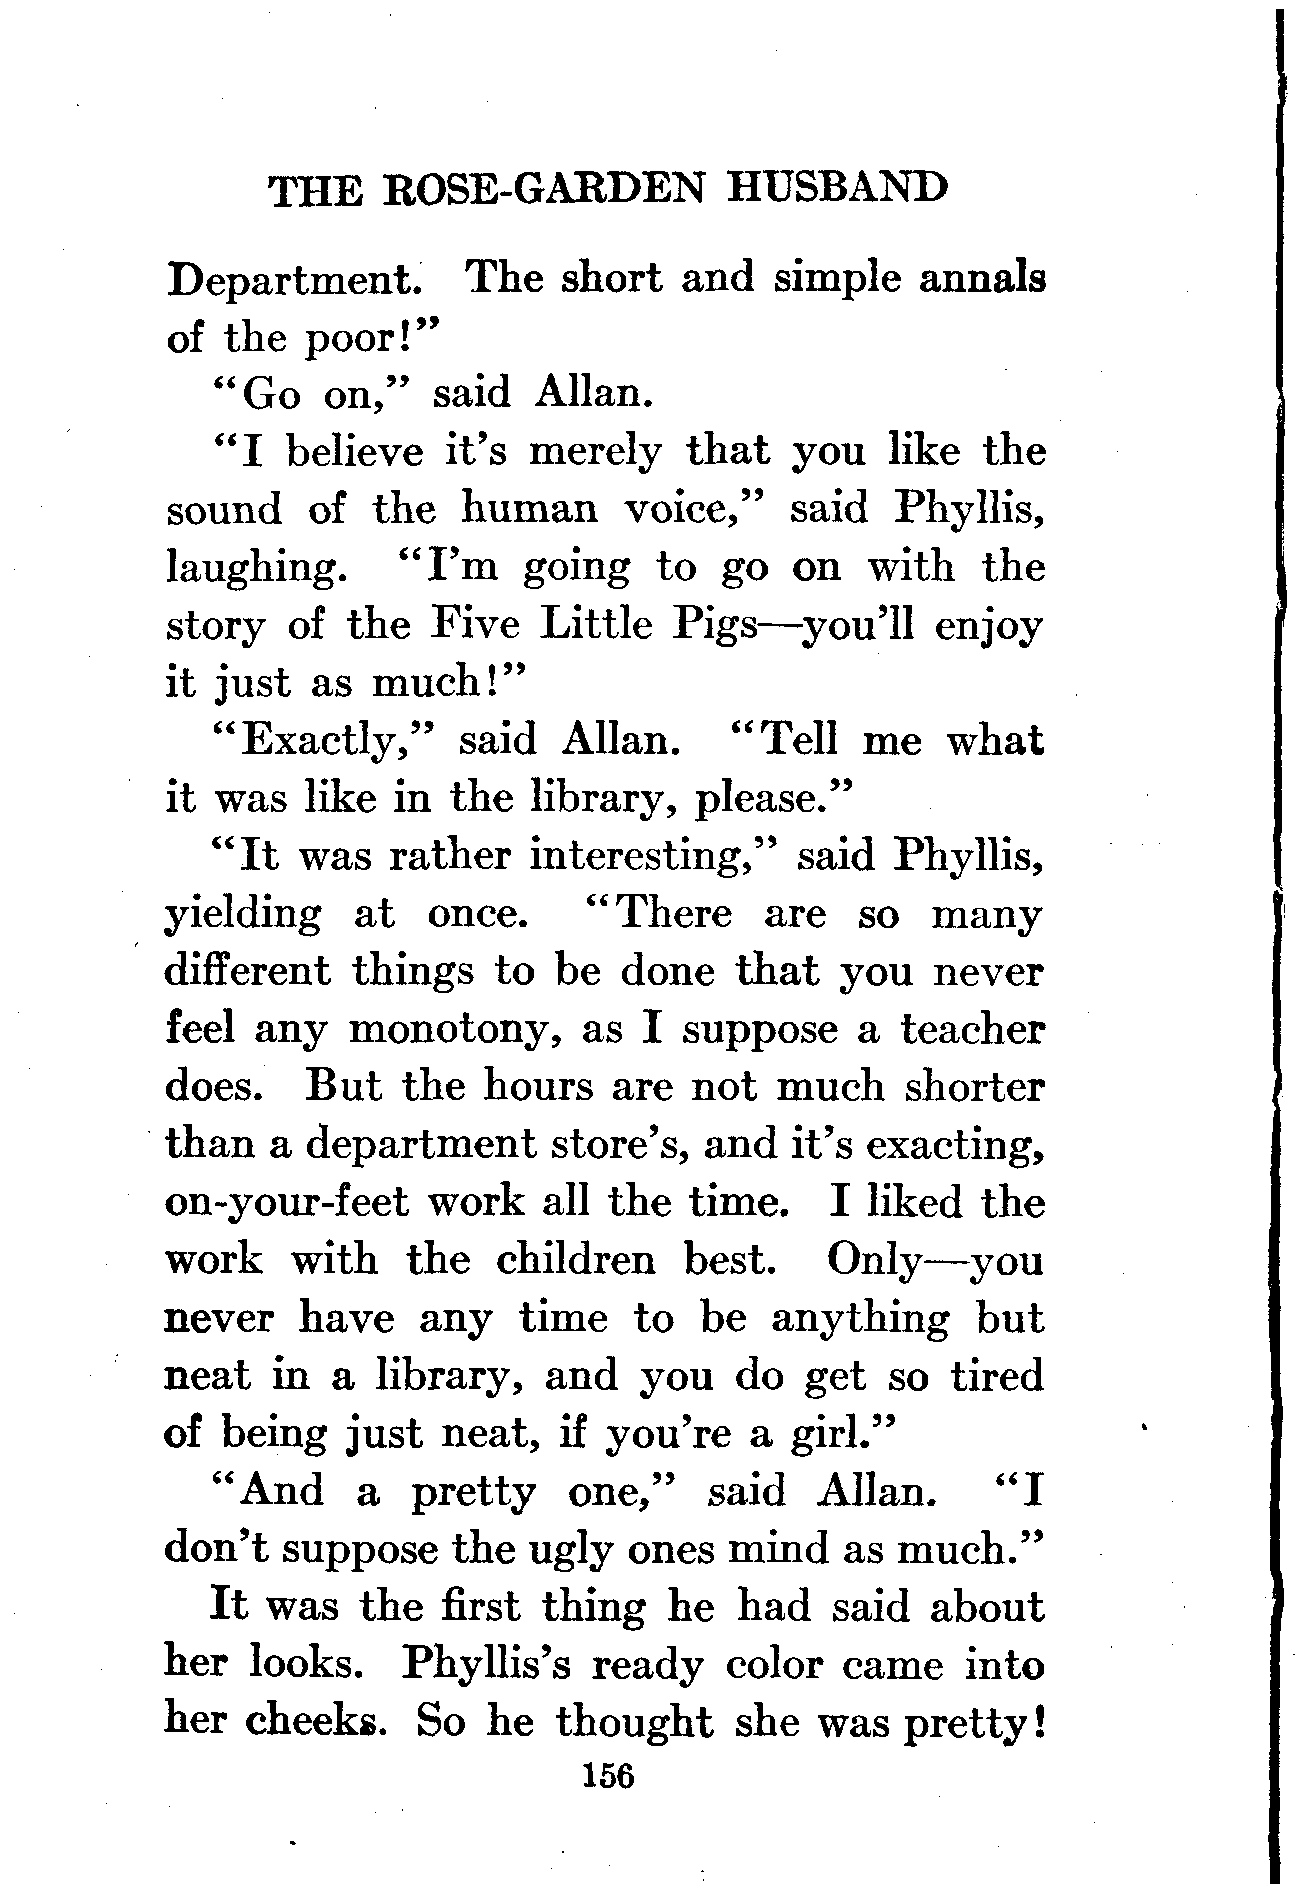 THE ROSE-GARDEN HUSBAND
Department. The short and simple annals
of the poor!”
“Go on,” said Allan.
“I believe it’s merely that you like the
sound of the human voice,” said Phyllis,
laughing. “I’m going to go on with the
story of the Five Little Pigs—you’ll enjoy
it just as much!”
“Exactly,” said Allan. “Tell me what
it was like in the library, please.”
“It was rather interesting,” said Phyllis,
yielding at once. “There are so many
different things to be done that you never
feel any monotony, as I suppose a teacher
does. But the hours are not much shorter
than a department store’s, and it’s exacting,
on-your-feet work all the time. I liked the
work with the children best. Only—you
never have any time to be anything but
neat in a library, and you do get so tired
of being just neat, if you’re a girl.”
“And a pretty one,” said Allan. “I
don’t suppose the ugly ones mind as much.”
It was the first thing he had said about
her looks. Phyllis’s ready color came into
her cheeks. So he thought she was pretty!
156